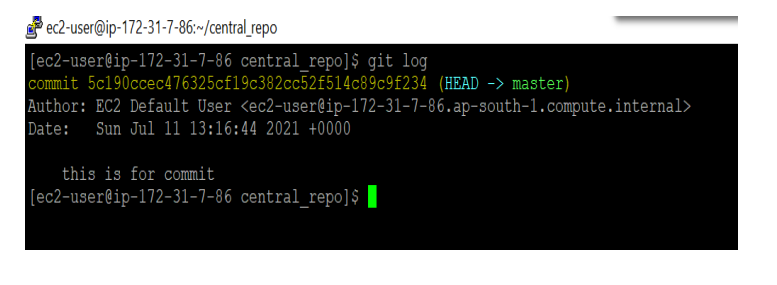 ec2-user@ip-172-31-7-86:~/central_repo
[ec2-user@ip-172-31-7-86 central_repo]$ git log
commit 5c190ccec476325cf19c382cc52f514c89c9f234 (HEAD -> master)
Author: EC2 Default User <ec2-user@ip-172-31-7-86.ap-south-1.compute.internal>
Date:   Sun Jul 11 13:16:44 2021 +0000
    this is for commit
[ec2-user@ip-172-31-7-86 central_repo]$